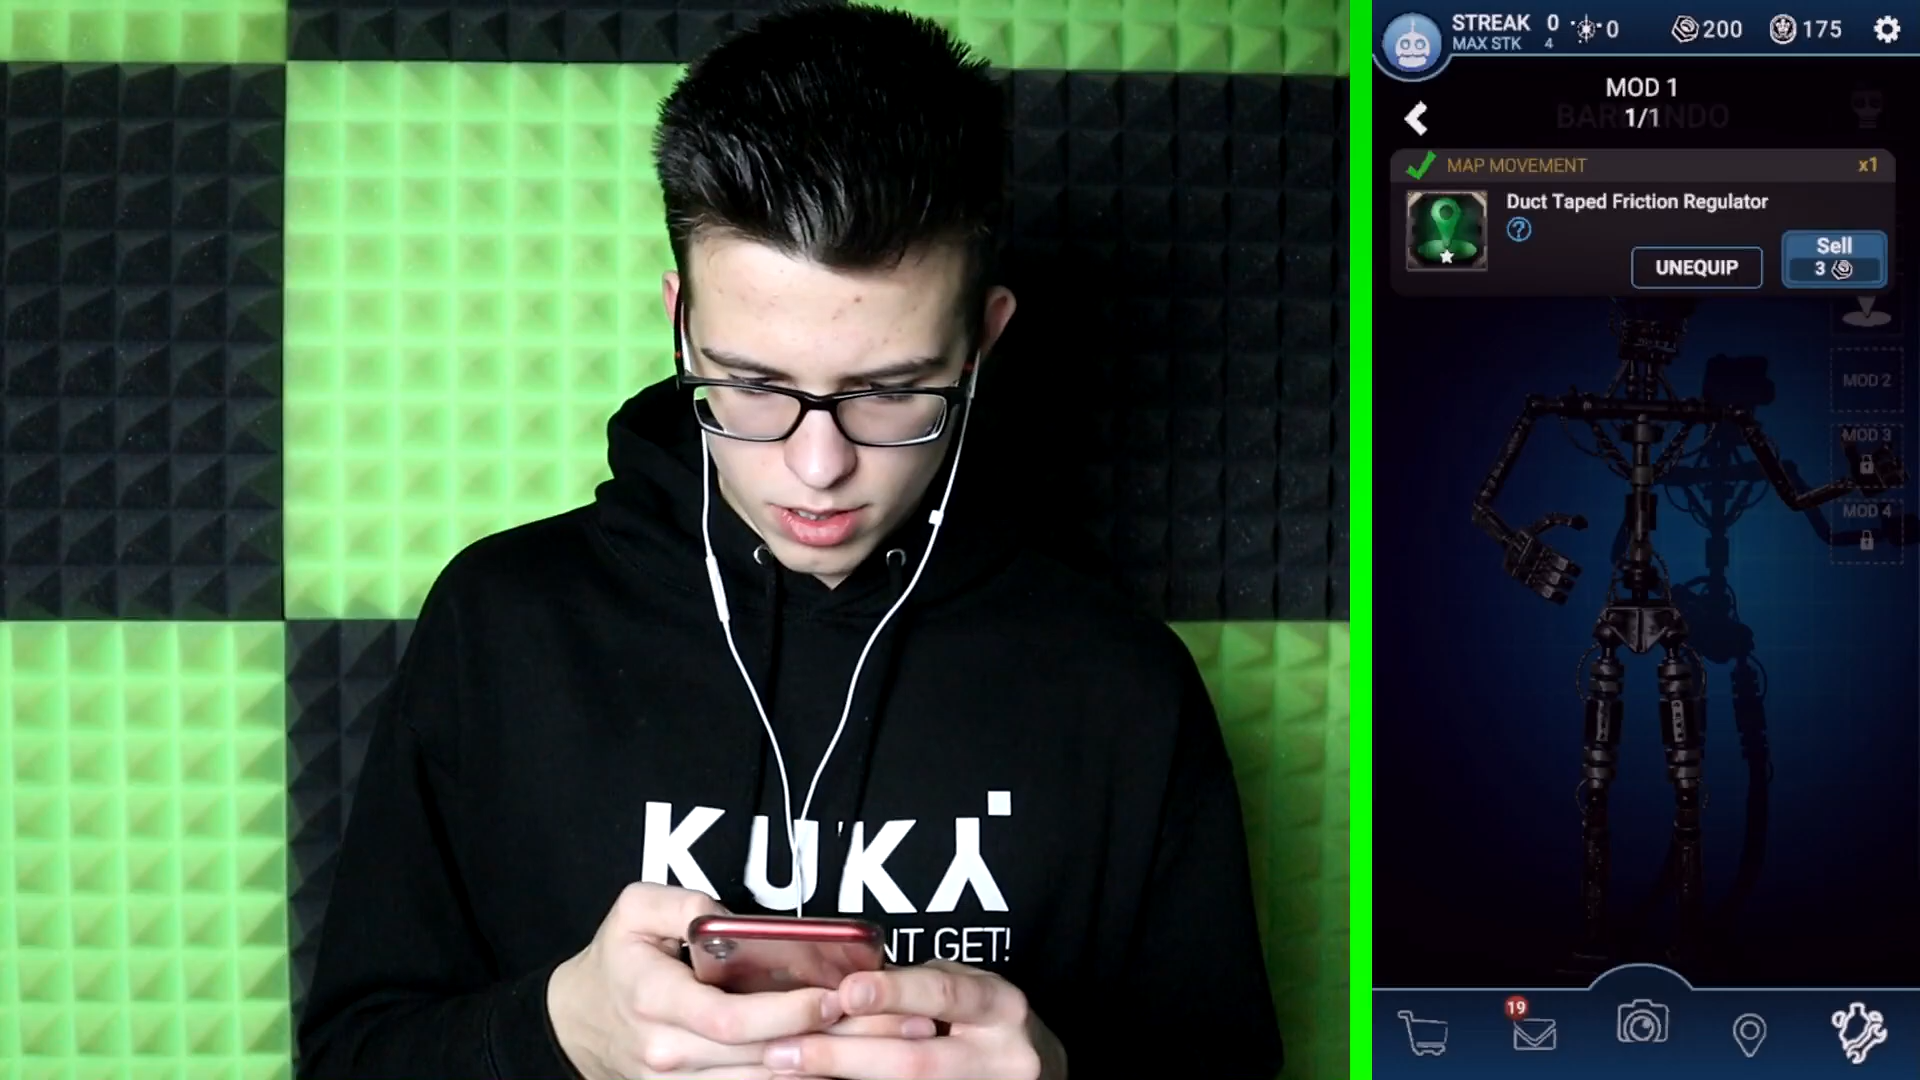 STREAK 0
MAX STK 4
0
200
175
MOD 1
1/1
MAP MOVEMENT x1
Duct Taped Friction Regulator
?
UNEQUIP
Sell
3
MOD 2
MOD 3
MOD 4
19
KUKY
NT GET!